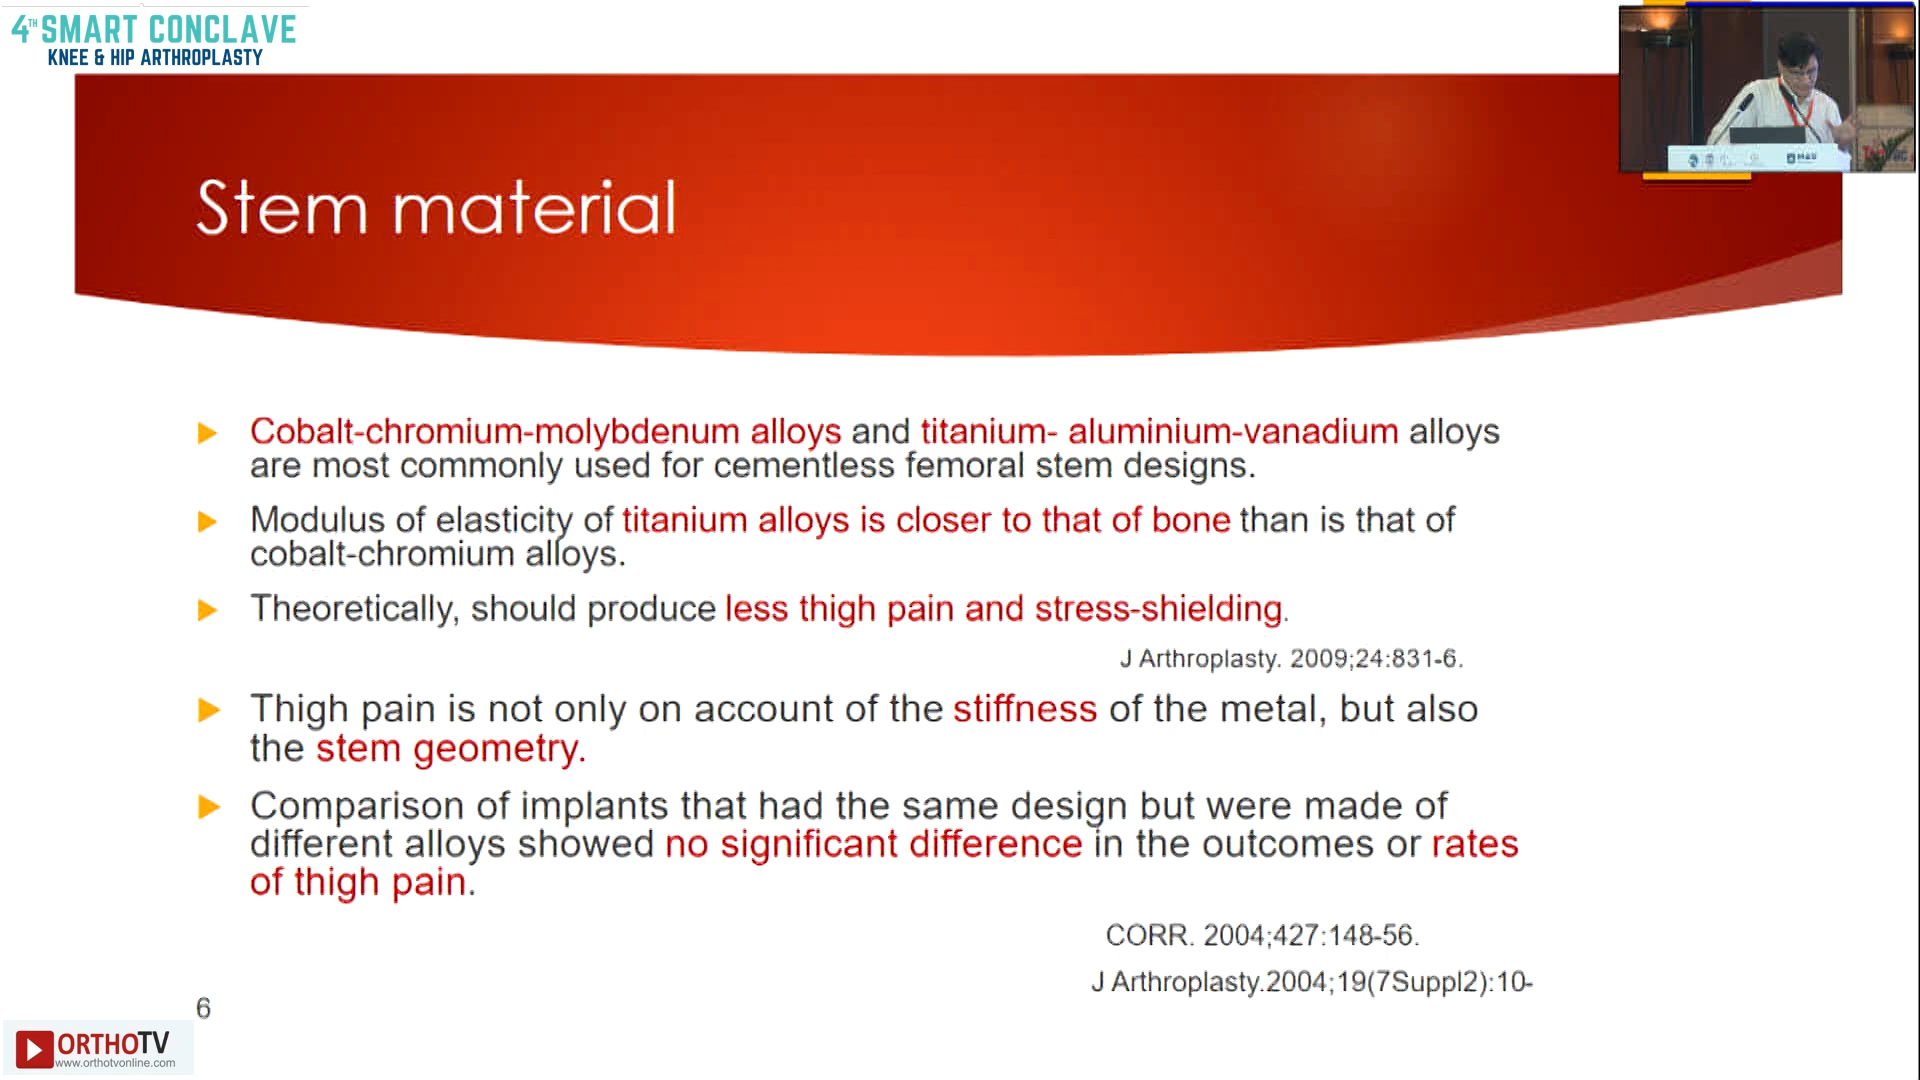 4TH SMART CONCLAVE
KNEE & HIP ARTHROPLASTY
Stem material
Cobalt-chromium-molybdenum alloys and titanium- aluminium-vanadium alloys
are most commonly used for cementless femoral stem designs.
Modulus of elasticity of titanium alloys is closer to that of bone than is that of
cobalt-chromium alloys.
Theoretically, should produce less thigh pain and stress-shielding.
J Arthroplasty. 2009;24:831-6.
Thigh pain is not only on account of the stiffness of the metal, but also
the stem geometry.
Comparison of implants that had the same design but were made of
different alloys showed no significant difference in the outcomes or rates
of thigh pain.
CORR. 2004;427:148-56.
J Arthroplasty.2004;19(7Suppl2):10-
6
ORTHOTV
www.orthotvonline.com